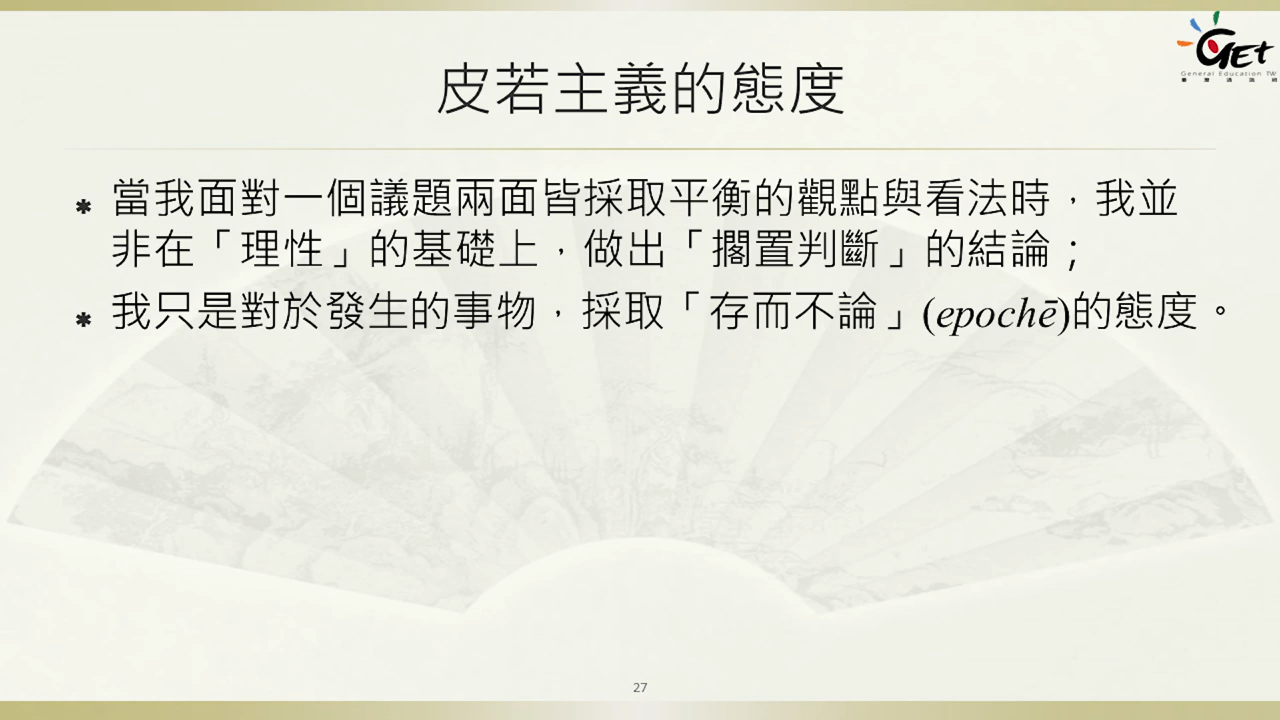 GET
General Education TW
皮若主義的態度
✱ 當我面對一個議題兩面皆採取平衡的觀點與看法時，我並
非在「理性」的基礎上，做出「擱置判斷」的結論；
✱ 我只是對於發生的事物，採取「存而不論」(epochē)的態度。
27